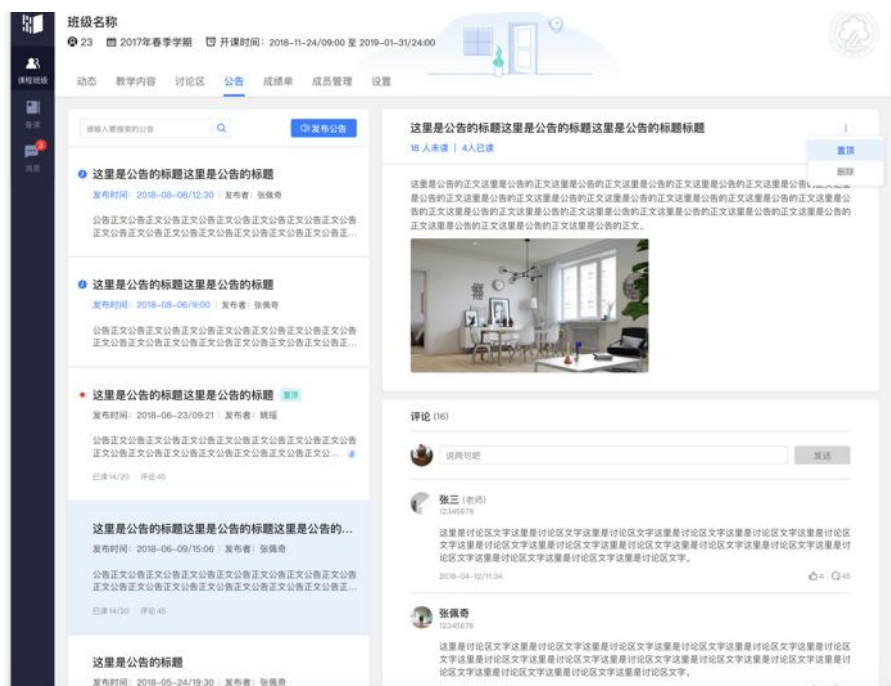 班级名称
23 2017年春季学期 开课时间：2018-11-24/09:00 至 2019-01-31/24:00
课程班级
备课
3
消息
动态 教学内容 讨论区 公告 成绩单 成员管理 设置
请输入要搜索的公告
发布公告
这里是公告的标题这里是公告的标题
发布时间：2018-08-06/12:30 | 发布者：张佩奇
公告正文公告正文公告正文公告正文公告正文公告正文公告
正文公告正文公告正文公告正文公告正文公告正文公告正...
这里是公告的标题这里是公告的标题
发布时间：2018-08-06/9:00 | 发布者：张佩奇
公告正文公告正文公告正文公告正文公告正文公告正文公告
正文公告正文公告正文公告正文公告正文公告正文公告正...
这里是公告的标题这里是公告的标题 置顶
发布时间：2018-06-23/09:21 | 发布者：姚瑶
公告正文公告正文公告正文公告正文公告正文公告正文公告
正文公告正文公告正文公告正文公告正文公告正文公...
已读14/20 评论45
这里是公告的标题这里是公告的标题这里是公告的...
发布时间：2018-06-09/15:06 | 发布者：张佩奇
公告正文公告正文公告正文公告正文公告正文公告正文公告
正文公告正文公告正文公告正文公告正文公告正文公告正...
已读14/20 评论45
这里是公告的标题
发布时间：2018-05-24/19:30 | 发布者：张佩奇
这里是公告的标题这里是公告的标题这里是公告的标题标题
18 人未读 | 4人已读
置顶
删除
这里是公告的正文这里是公告的正文这里是公告的正文这里是公告的正文这里是公告的正文这里
是公告的正文这里是公告的正文这里是公告的正文这里是公告的正文这里是公告的正文这里是公
告的正文这里是公告的正文这里是公告的正文这里是公告的正文这里是公告的正文这里是公告的
正文这里是公告的正文这里是公告的正文这里是公告的正文。
评论 (16)
说两句吧
发送
张三 (老师)
12345678
这里是讨论区文字这里是讨论区文字这里是讨论区文字这里是讨论区文字这里是讨论区文字这里是讨论区
文字这里是讨论区文字这里是讨论区文字这里是讨论区文字这里是讨论区文字这里是讨论区文字这里是讨
论区文字这里是讨论区文字这里是讨论区文字这里是讨论区文字。
2018-04-12/11:34
4 45
张佩奇
12345678
这里是讨论区文字这里是讨论区文字这里是讨论区文字这里是讨论区文字这里是讨论区文字这里是讨论区
文字这里是讨论区文字这里是讨论区文字这里是讨论区文字这里是讨论区文字这里是讨论区文字这里是讨
论区文字这里是讨论区文字这里是讨论区文字这里是讨论区文字。